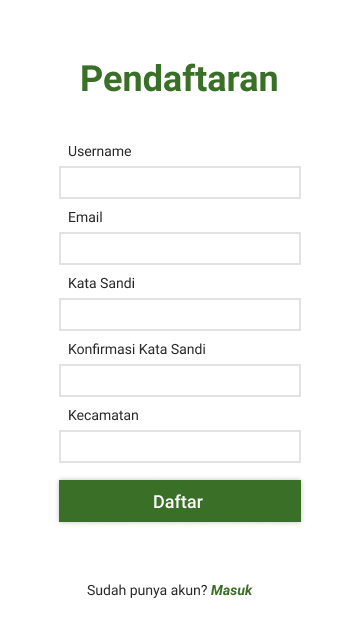 Pendaftaran
Username
Email
Kata Sandi
Konfirmasi Kata Sandi
Kecamatan
Daftar
Sudah punya akun? Masuk